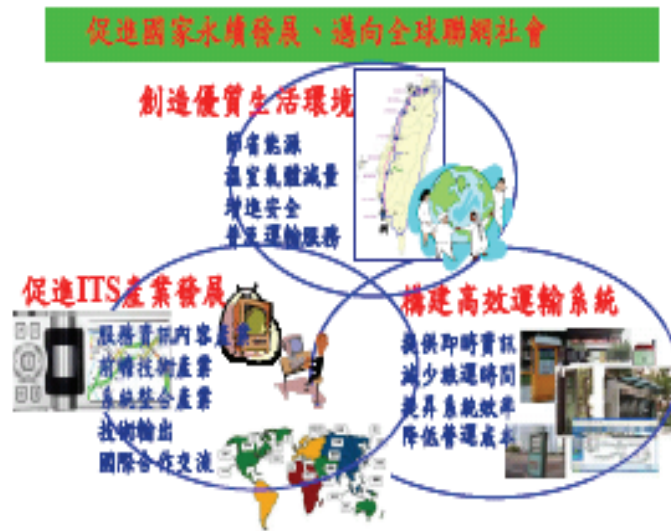 促進國家永續發展、邁向全球聯網社會
創造優質生活環境
節省能源
溫室氣體減量
增進安全
普及運輸服務
促進ITS產業發展
服務資訊內容產業
前瞻技術產業
系統整合產業
技術輸出
國際合作交流
構建高效運輸系統
提供即時資訊
減少旅運時間
提昇系統效率
降低營運成本